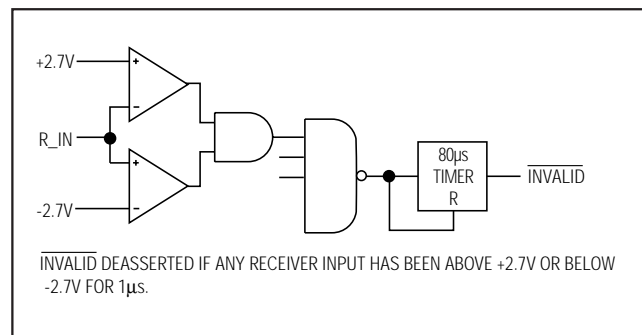 +2.7V
+
-
R_IN
+
-
-2.7V
80µs
TIMER
R
INVALID
INVALID DEASSERTED IF ANY RECEIVER INPUT HAS BEEN ABOVE +2.7V OR BELOW
-2.7V FOR 1µs.